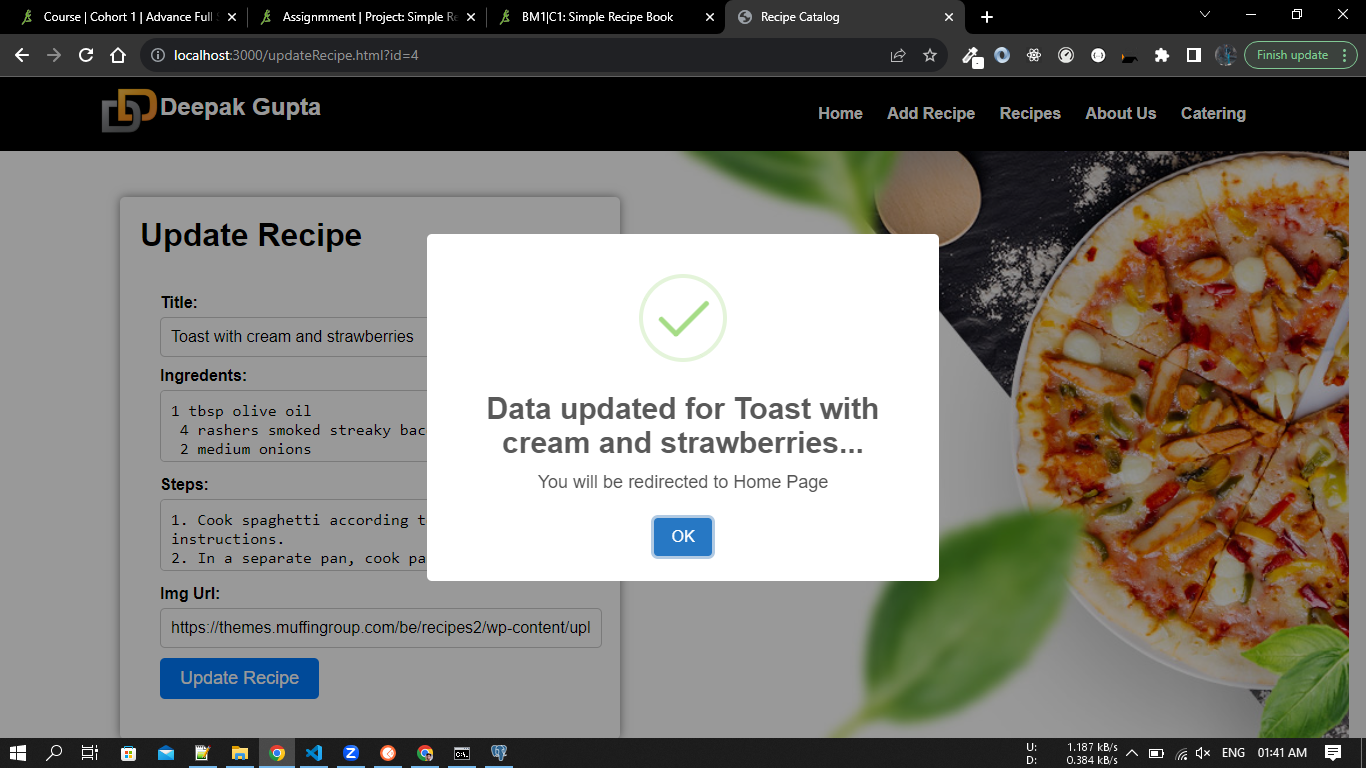 Course | Cohort 1 | Advance Full
Assignmment | Project: Simple Re
BM1|C1: Simple Recipe Book
Recipe Catalog
localhost:3000/updateRecipe.html?id=4
Finish update
Deepak Gupta
Home
Add Recipe
Recipes
About Us
Catering
Update Recipe
Title:
Toast with cream and strawberries
Ingredents:
1 tbsp olive oil
4 rashers smoked streaky bac
2 medium onions
Steps:
1. Cook spaghetti according t
instructions.
2. In a separate pan, cook pa
Img Url:
https://themes.muffingroup.com/be/recipes2/wp-content/upl
Update Recipe
Data updated for Toast with
cream and strawberries...
You will be redirected to Home Page
OK
U: 1.187 kB/s
D: 0.384 kB/s
ENG
01:41 AM